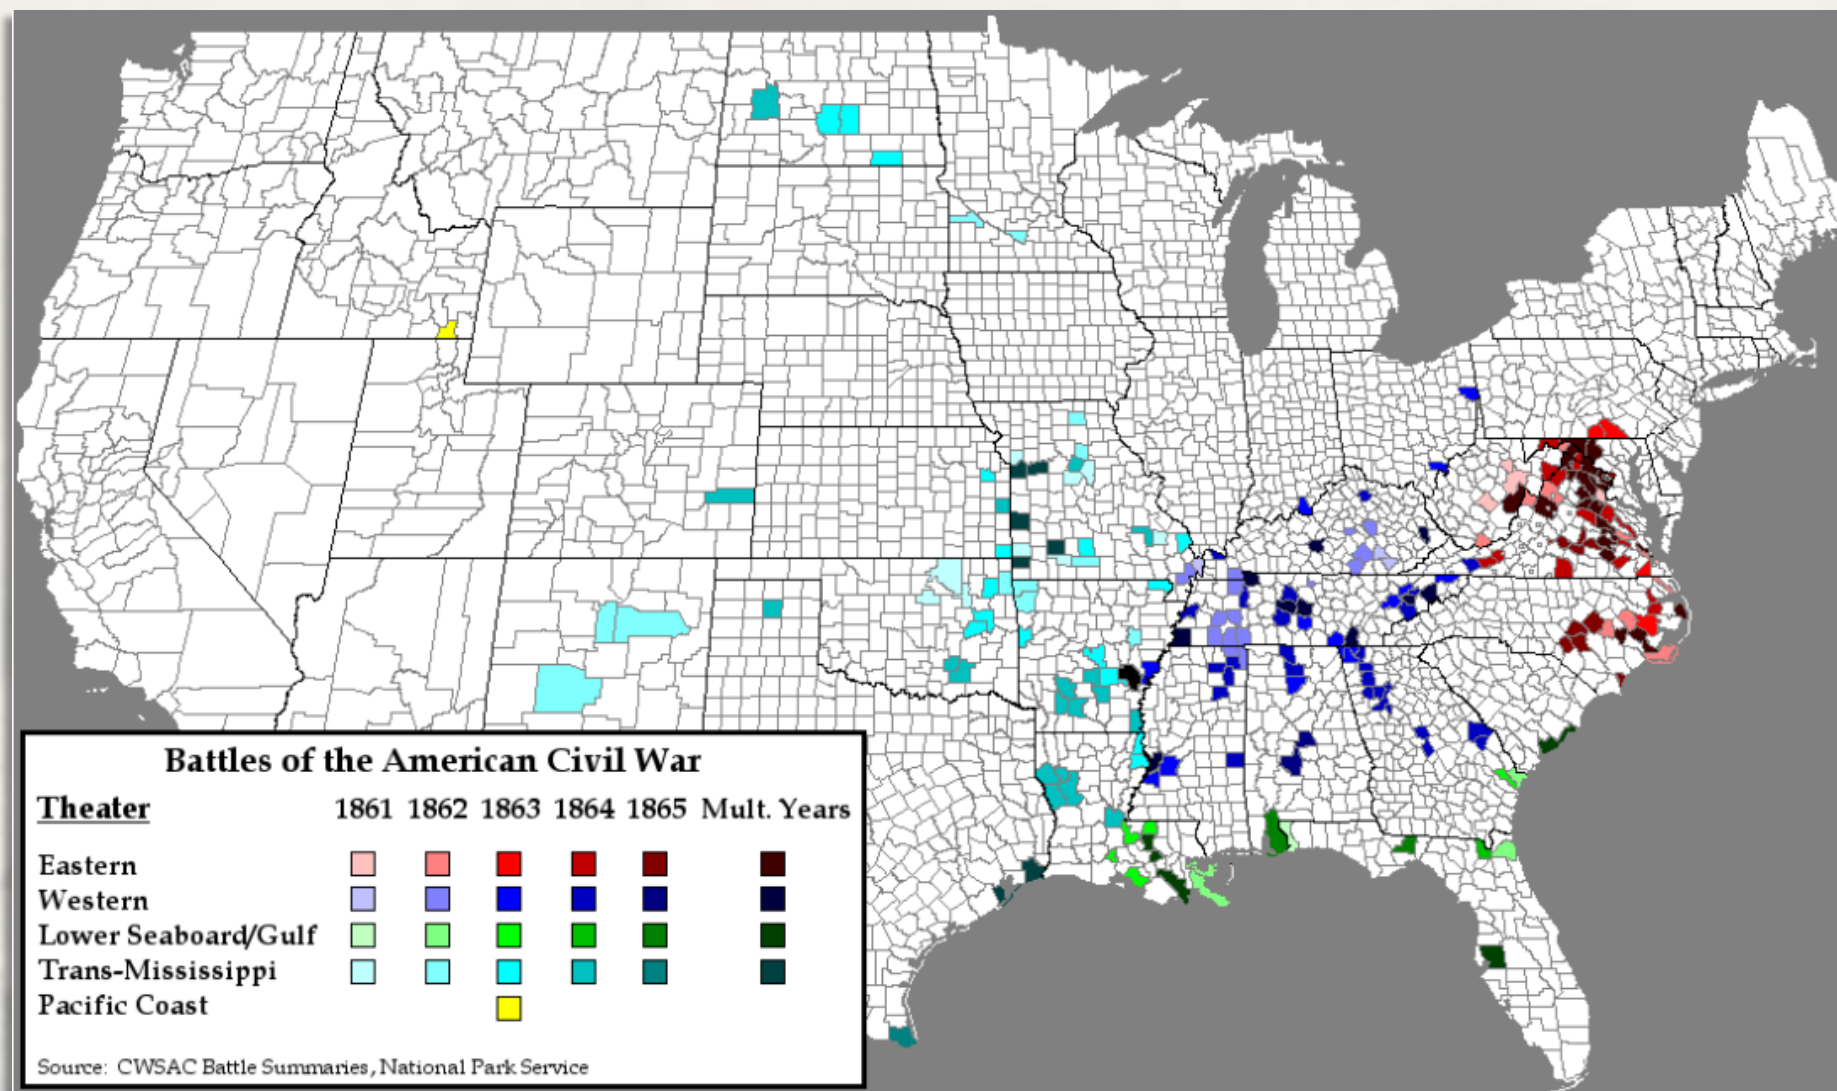 Battles of the American Civil War
Theater 1861 1862 1863 1864 1865 Mult. Years
Eastern
Western
Lower Seaboard/Gulf
Trans-Mississippi
Pacific Coast
Source: CWSAC Battle Summaries, National Park Service